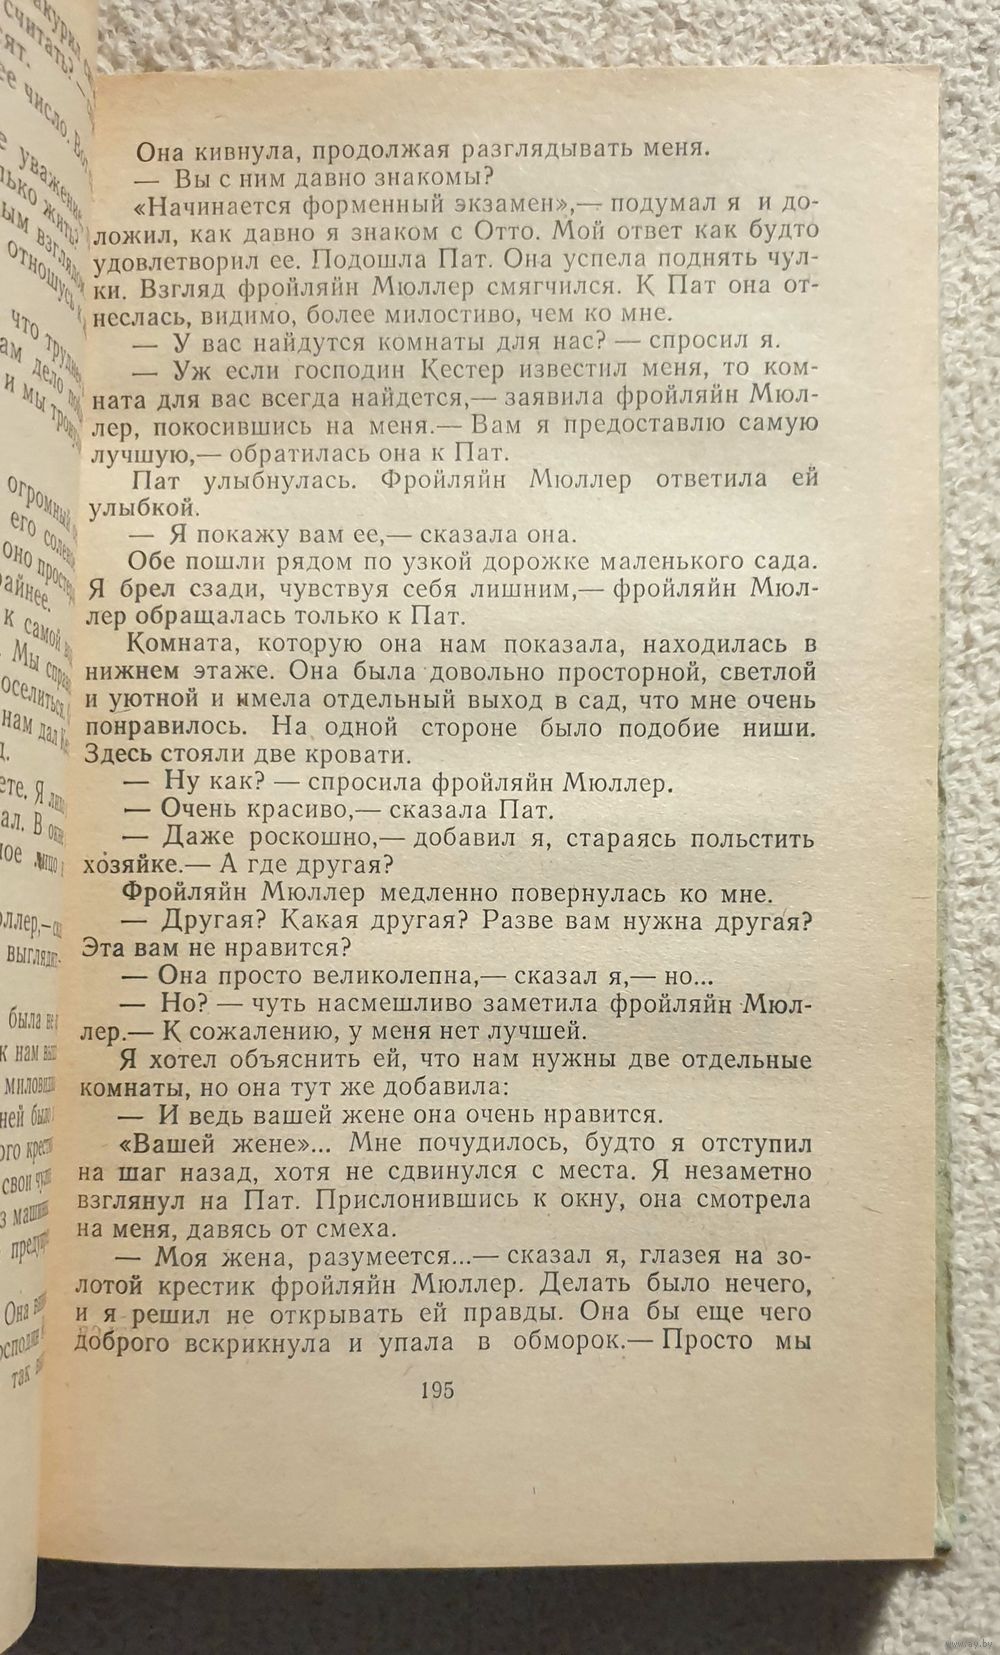 Она кивнула, продолжая разглядывать меня.
— Вы с ним давно знакомы?
«Начинается форменный экзамен»,— подумал я и до-
ложил, как давно я знаком с Отто. Мой ответ как будто
удовлетворил ее. Подошла Пат. Она успела поднять чул-
ки. Взгляд фройляйн Мюллер смягчился. К Пат она от-
неслась, видимо, более милостиво, чем ко мне.
— У вас найдутся комнаты для нас? — спросил я.
— Уж если господин Кестер известил меня, то ком-
ната для вас всегда найдется,— заявила фройляйн Мюл-
лер, покосившись на меня.— Вам я предоставлю самую
лучшую,— обратилась она к Пат.
Пат улыбнулась. Фройляйн Мюллер ответила ей
улыбкой.
— Я покажу вам ее,— сказала она.
Обе пошли рядом по узкой дорожке маленького сада.
Я брел сзади, чувствуя себя лишним,— фройляйн Мюл-
лер обращалась только к Пат.
Комната, которую она нам показала, находилась в
нижнем этаже. Она была довольно просторной, светлой
и уютной и имела отдельный выход в сад, что мне очень
понравилось. На одной стороне было подобие ниши.
Здесь стояли две кровати.
— Ну как? — спросила фройляйн Мюллер.
— Очень красиво,— сказала Пат.
— Даже роскошно,— добавил я, стараясь польстить
хозяйке.— А где другая?
Фройляйн Мюллер медленно повернулась ко мне.
— Другая? Какая другая? Разве вам нужна другая?
Эта вам не нравится?
— Она просто великолепна,— сказал я,— но...
— Но? — чуть насмешливо заметила фройляйн Мюл-
лер.— К сожалению, у меня нет лучшей.
Я хотел объяснить ей, что нам нужны две отдельные
комнаты, но она тут же добавила:
— И ведь вашей жене она очень нравится.
«Вашей жене»... Мне почудилось, будто я отступил
на шаг назад, хотя не сдвинулся с места. Я незаметно
взглянул на Пат. Прислонившись к окну, она смотрела
на меня, давясь от смеха.
— Моя жена, разумеется...— сказал я, глазея на зо-
лотой крестик фройляйн Мюллер. Делать было нечего,
и я решил не открывать ей правды. Она бы еще чего
доброго вскрикнула и упала в обморок.— Просто мы
195
www.ay.by